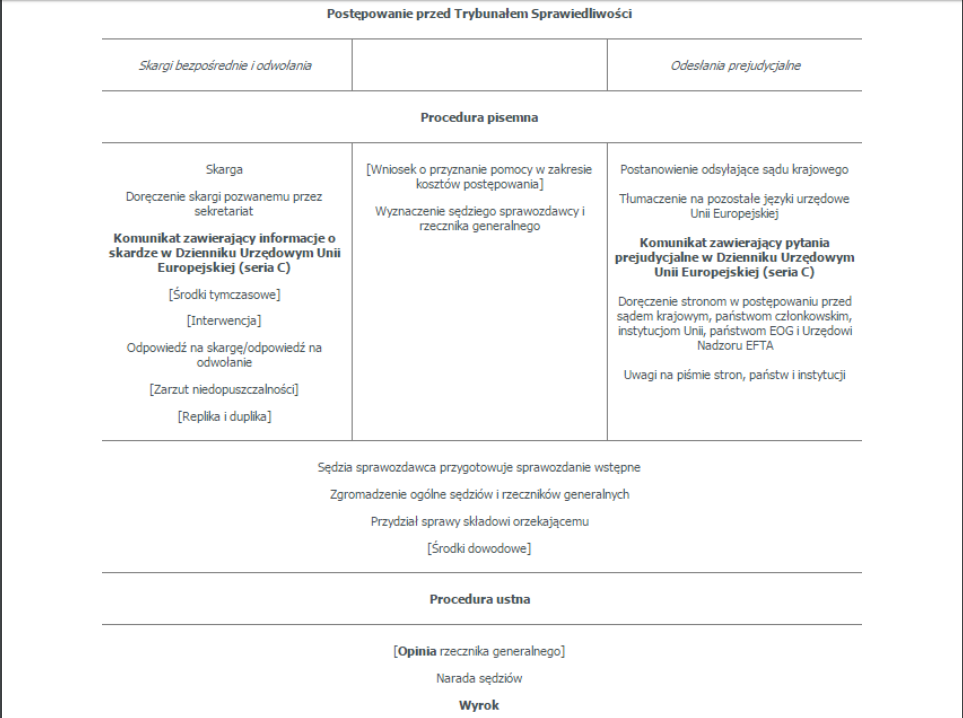 Postępowanie przed Trybunałem Sprawiedliwości
Skargi bezpośrednie i odwołania
Odesłania prejudycjalne
Procedura pisemna
Skarga
Doręczenie skargi pozwanemu przez
sekretariat
Komunikat zawierający informacje o
skardze w Dzienniku Urzędowym Unii
Europejskiej (seria C)
[Środki tymczasowe]
[Interwencja]
Odpowiedź na skargę/odpowiedź na
odwołanie
[Zarzut niedopuszczalności]
[Replika i duplika]
[Wniosek o przyznanie pomocy w zakresie
kosztów postępowania]
Wyznaczenie sędziego sprawozdawcy i
rzecznika generalnego
Postanowienie odsyłające sądu krajowego
Tłumaczenie na pozostałe języki urzędowe
Unii Europejskiej
Komunikat zawierający pytania
prejudycjalne w Dzienniku Urzędowym
Unii Europejskiej (seria C)
Doręczenie stronom w postępowaniu przed
sądem krajowym, państwom członkowskim,
instytucjom Unii, państwom EOG i Urzędowi
Nadzoru EFTA
Uwagi na piśmie stron, państw i instytucji
Sędzia sprawozdawca przygotowuje sprawozdanie wstępne
Zgromadzenie ogólne sędziów i rzeczników generalnych
Przydział sprawy składowi orzekającemu
[Środki dowodowe]
Procedura ustna
[Opinia rzecznika generalnego]
Narada sędziów
Wyrok